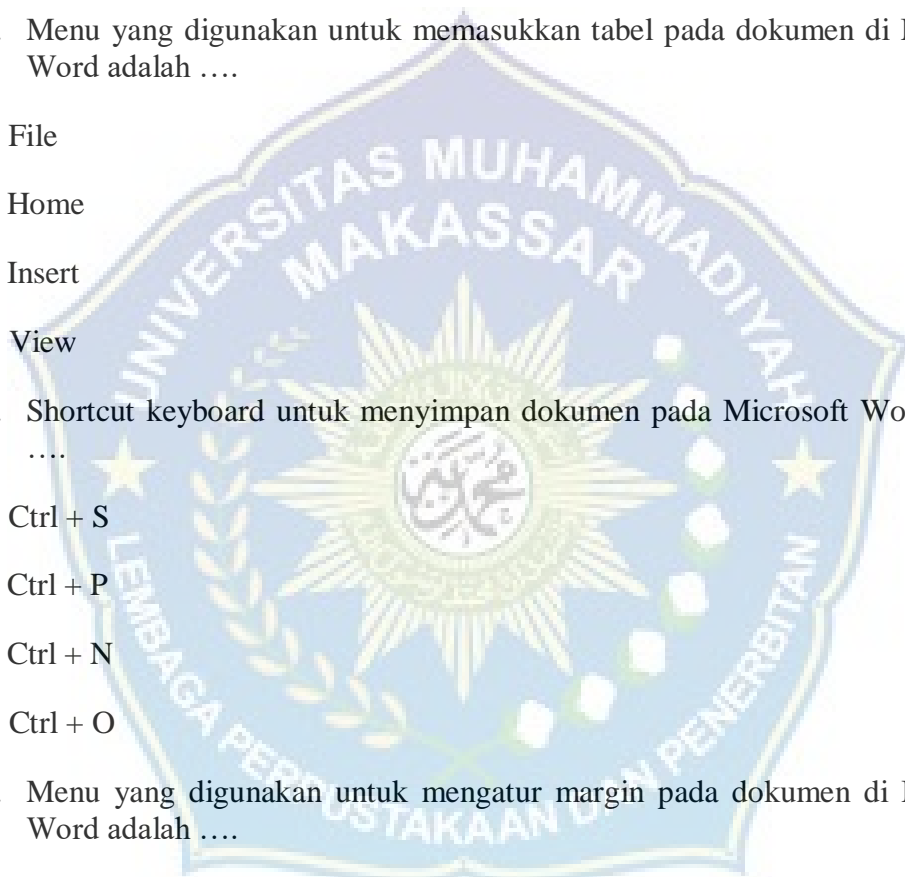 Menu yang digunakan untuk memasukkan tabel pada dokumen di
Word adalah ….
File
Home
Insert
View
Shortcut keyboard untuk menyimpan dokumen pada Microsoft
….
Ctrl + S
Ctrl + P
Ctrl + N
Ctrl + O
Menu yang digunakan untuk mengatur margin pada dokumen di
Word adalah ….
UNIVERSITAS MUHAMMADIYAH
MAKASSAR
محمد
LEMBAGA PERPUSTAKAAN DAN PENERBITAN